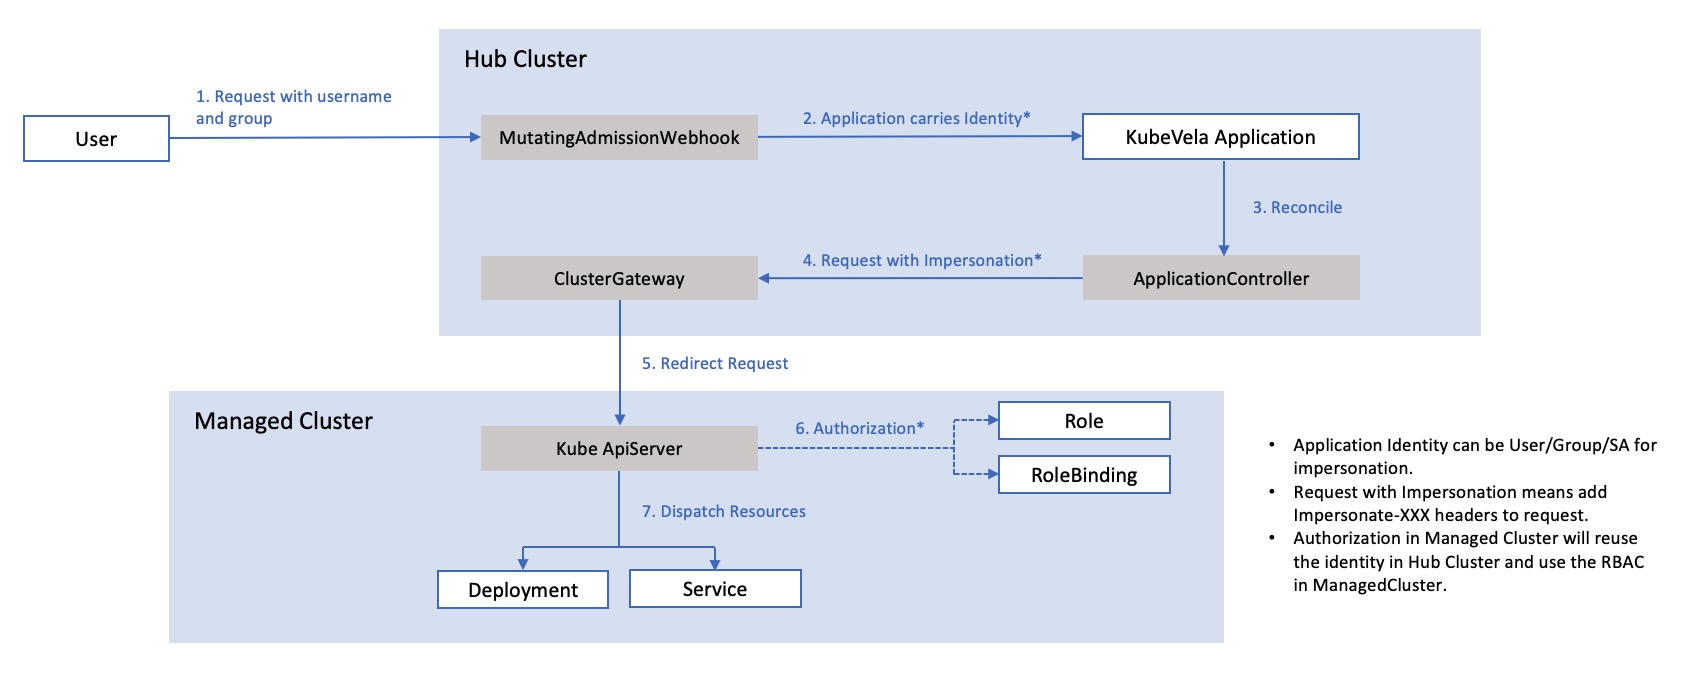 Hub Cluster
1. Request with username
and group
User
MutatingAdmissionWebhook
2. Application carries Identity*
KubeVela Application
3. Reconcile
ClusterGateway
4. Request with Impersonation*
ApplicationController
5. Redirect Request
Managed Cluster
Kube ApiServer
6. Authorization*
Role
RoleBinding
7. Dispatch Resources
Deployment
Service
• Application Identity can be User/Group/SA for
impersonation.
• Request with Impersonation means add
Impersonate-XXX headers to request.
• Authorization in Managed Cluster will reuse
the identity in Hub Cluster and use the RBAC
in ManagedCluster.